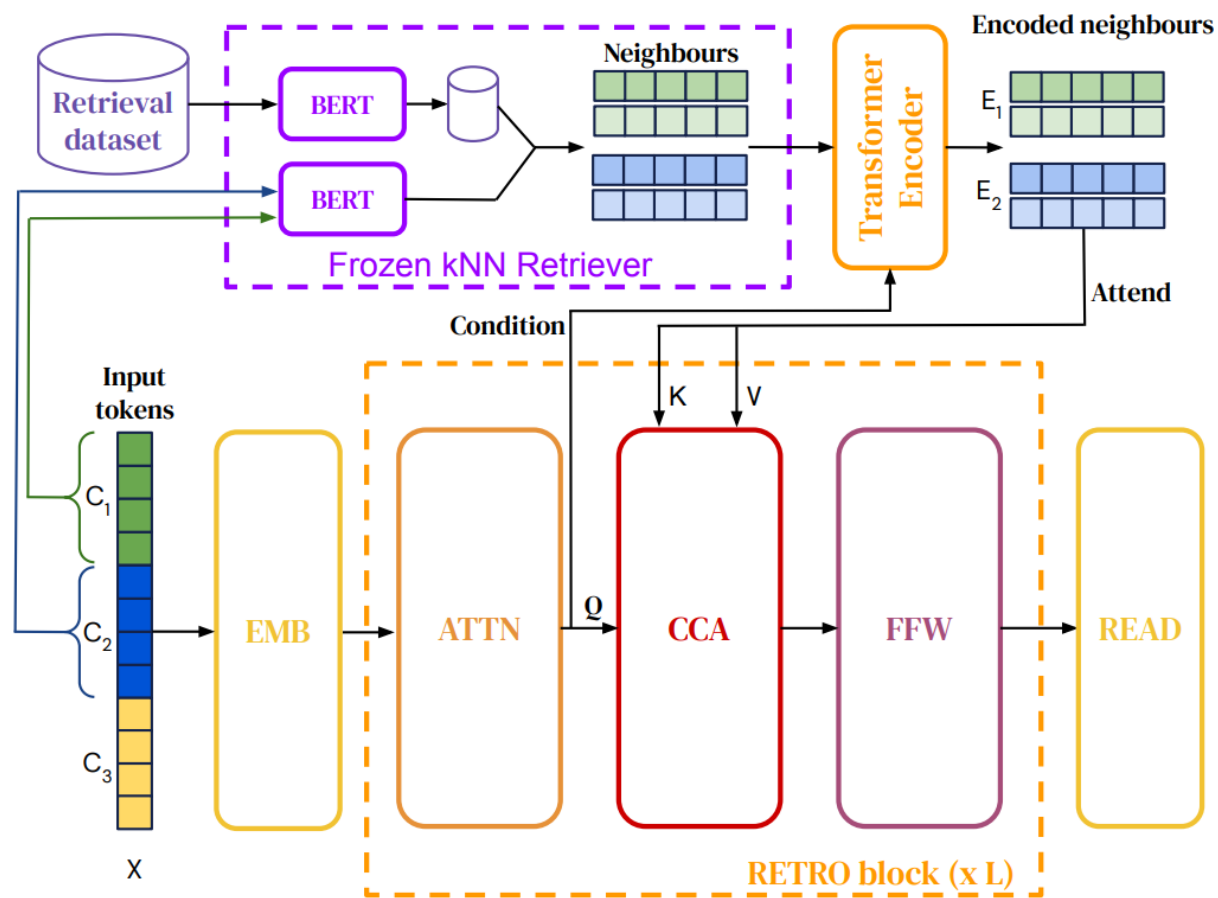 Encoded neighbours
Neighbours
Retrieval
dataset
BERT
BERT
Frozen kNN Retriever
Transformer
Encoder
E1
E2
Attend
Condition
K
V
Input
tokens
C1
C2
C3
X
EMB
ATTN
Q
CCA
FFW
READ
RETRO block (x L)